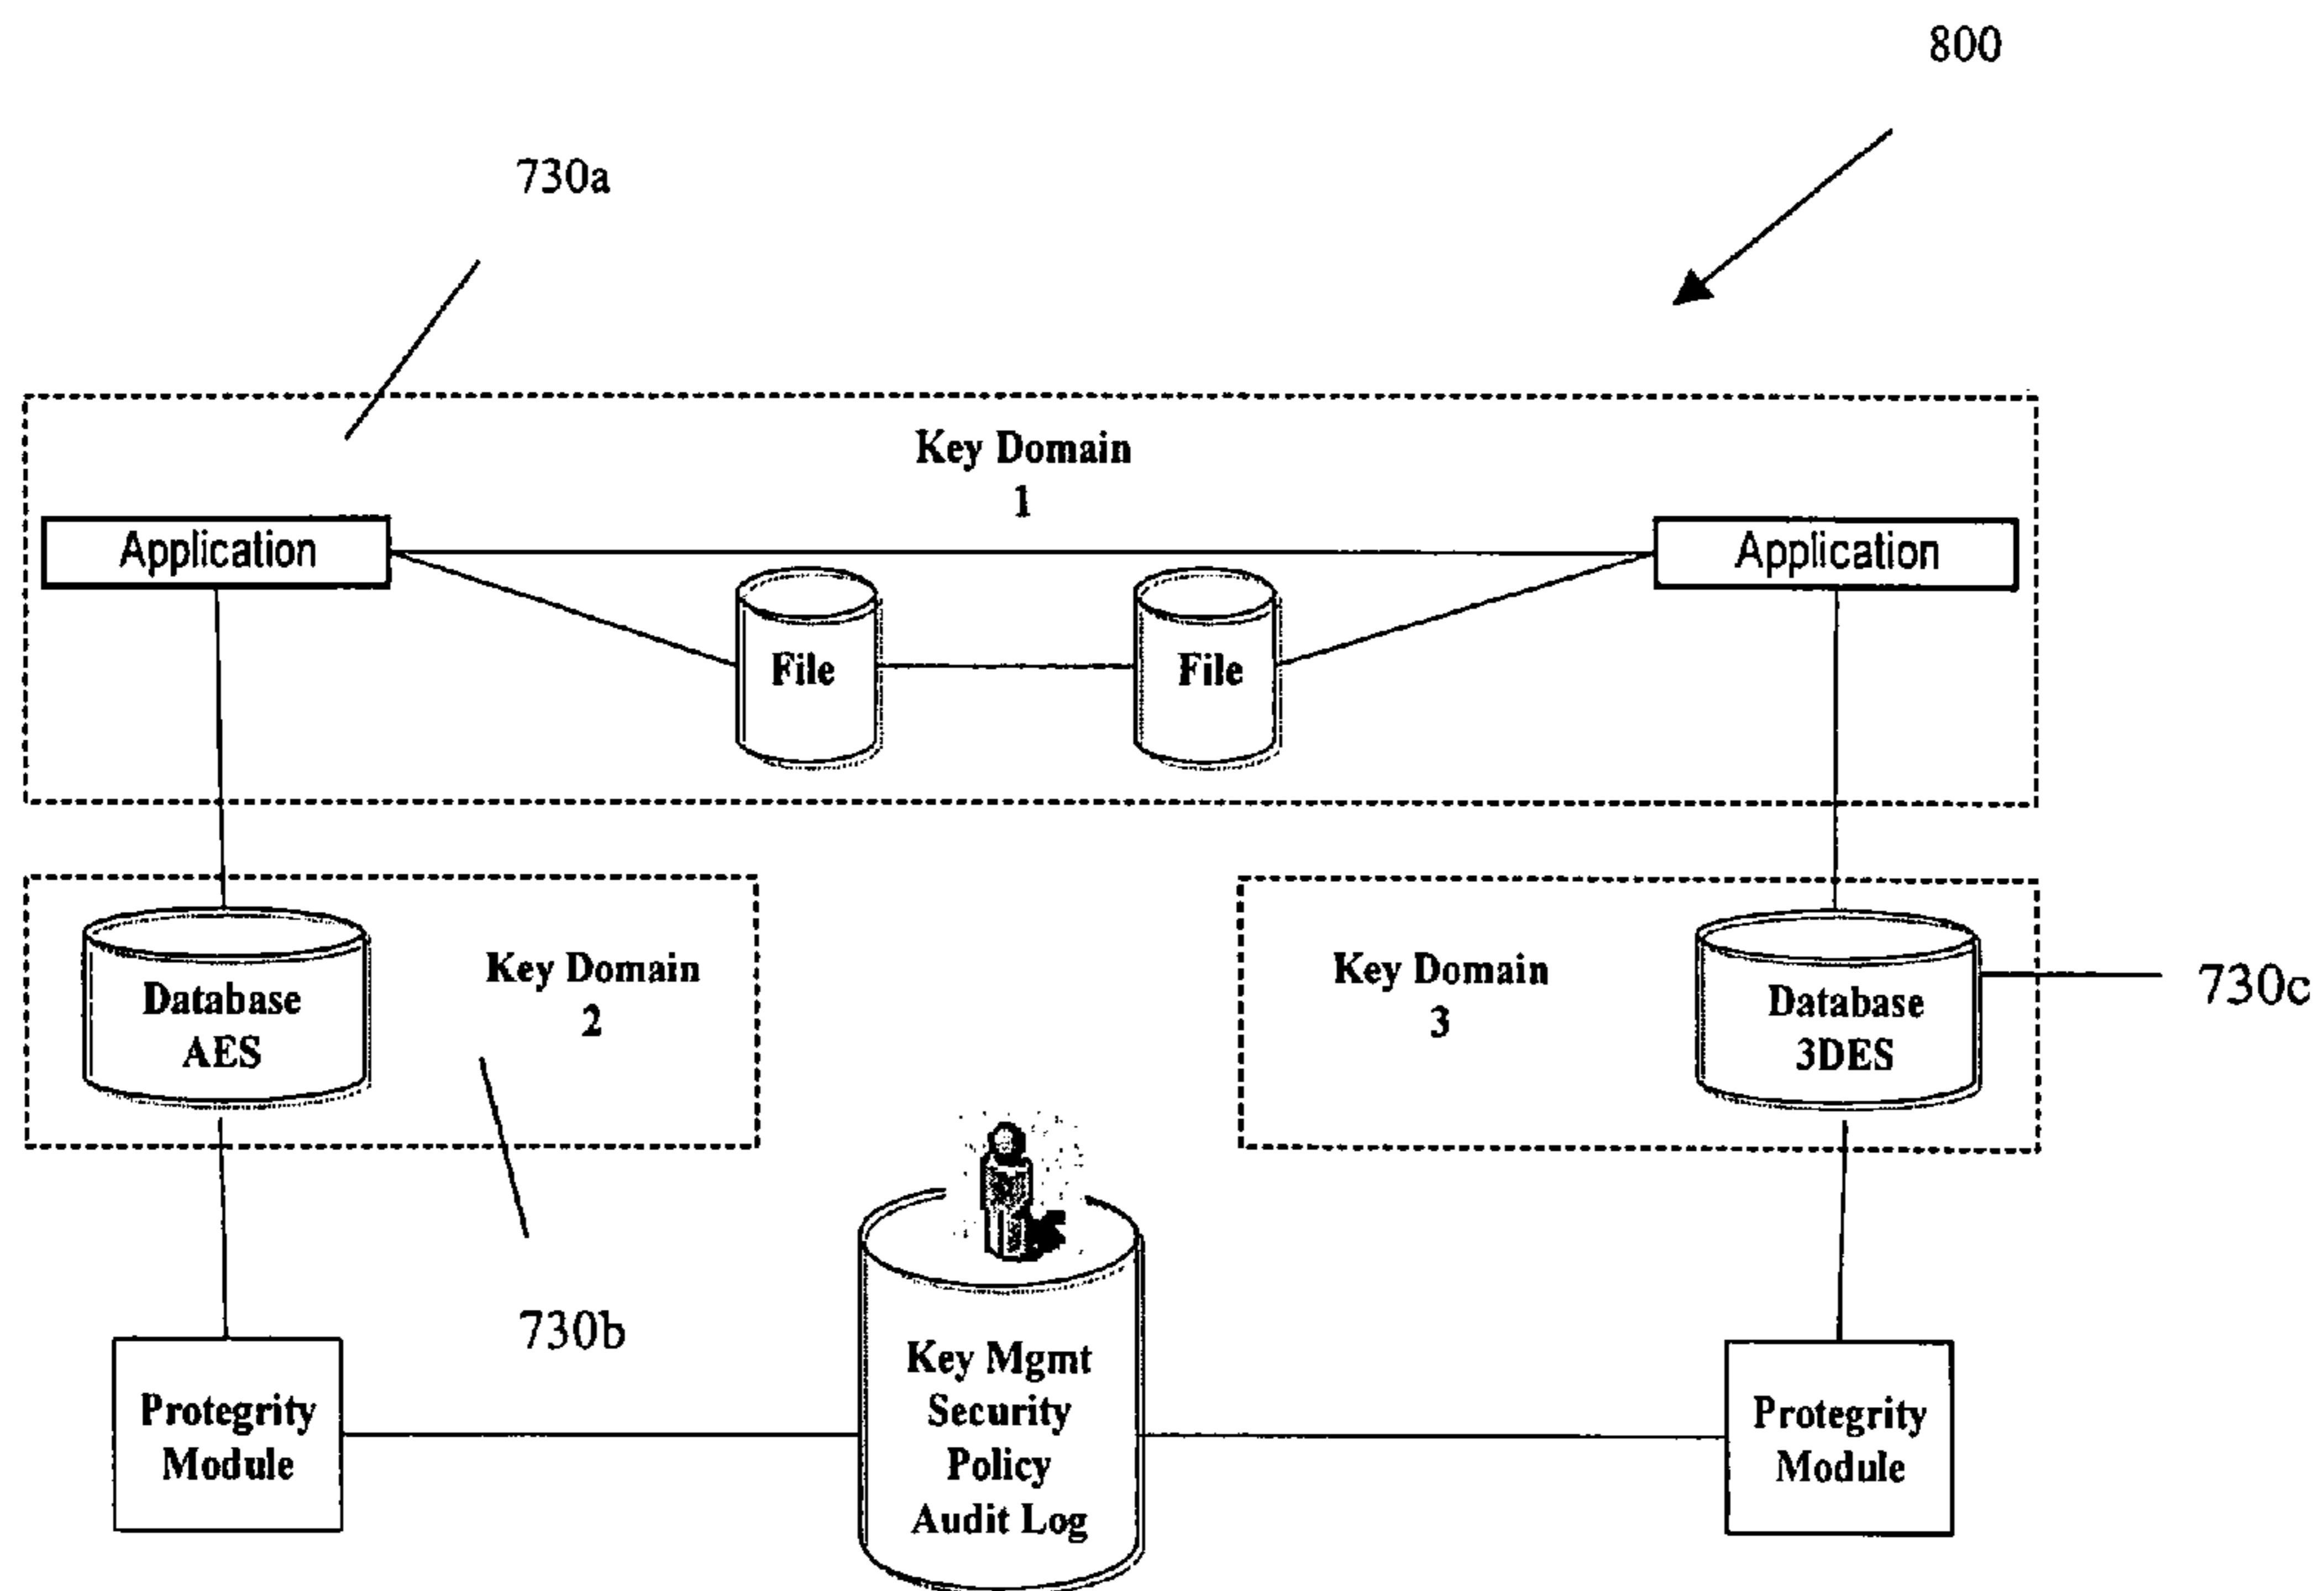 800
730a
Key Domain
1
Application
Application
File
File
Database
AES
Key Domain
2
Key Domain
3
Database
3DES
730c
730b
Protegrity
Module
Key Mgmt
Security
Policy
Audit Log
Protegrity
Module